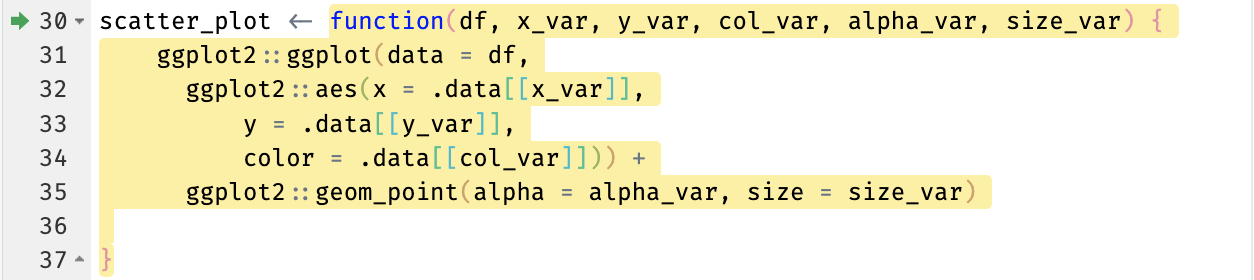 30 scatter_plot <- function(df, x_var, y_var, col_var, alpha_var, size_var) {
31     ggplot2::ggplot(data = df,
32       ggplot2::aes(x = .data[[x_var]],
33           y = .data[[y_var]],
34           color = .data[[col_var]])) +
35       ggplot2::geom_point(alpha = alpha_var, size = size_var)
36
37 }